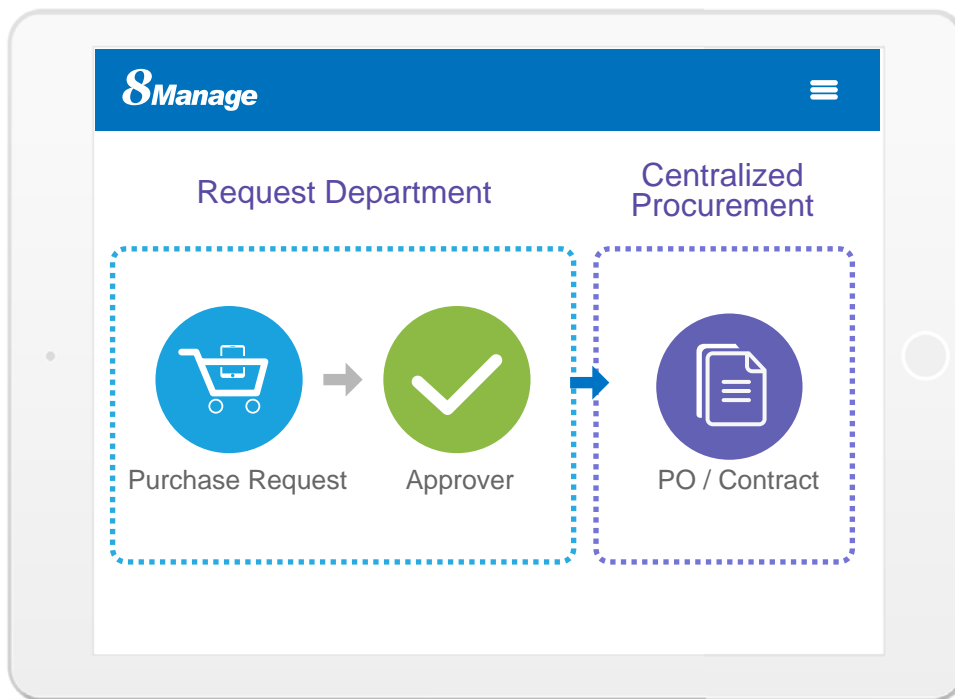 8Manage
Request Department
Centralized
Procurement
Purchase Request
Approver
PO / Contract